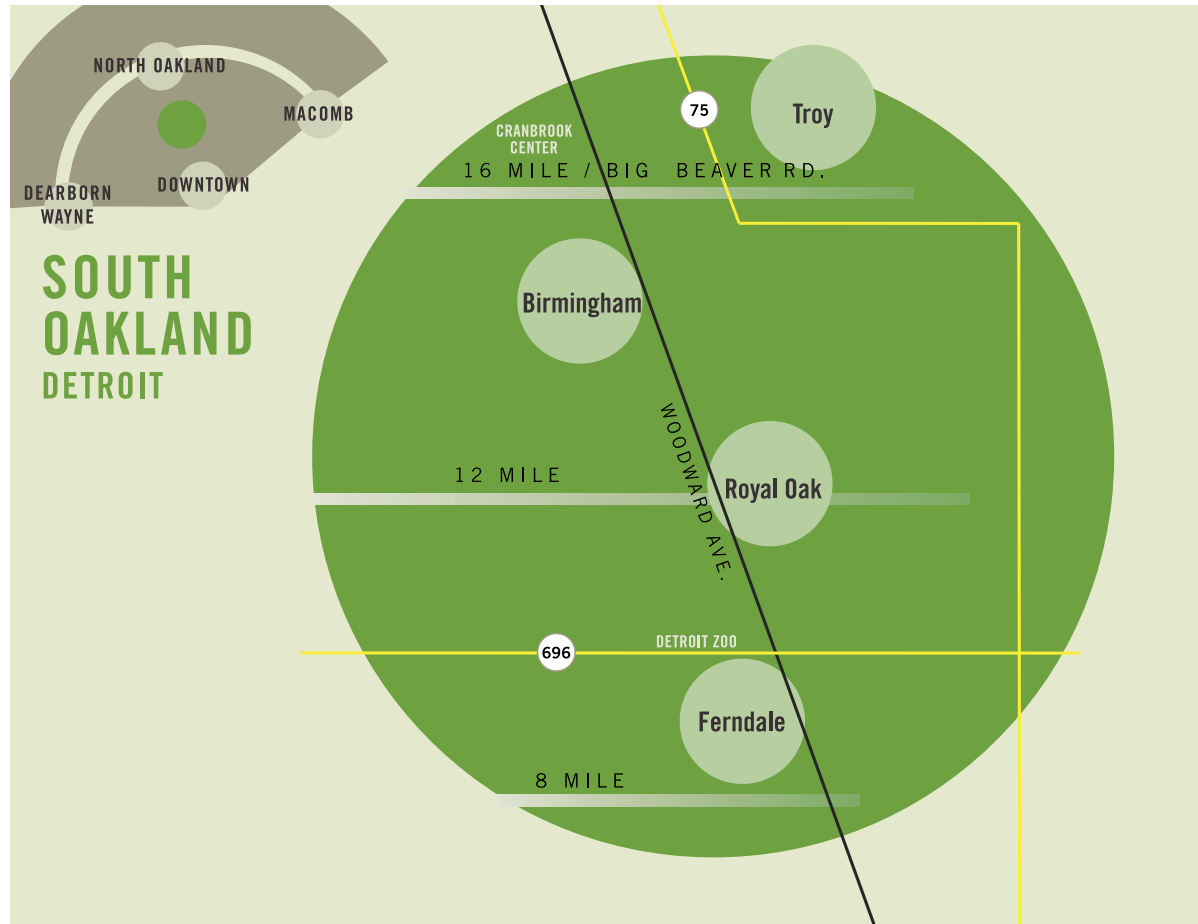 NORTH OAKLAND
MACOMB
DEARBORN
WAYNE
DOWNTOWN
SOUTH
OAKLAND
DETROIT
75
Troy
CRANBROOK
CENTER
16 MILE / BIG BEAVER RD.
Birmingham
WOODWARD AVE.
12 MILE
Royal Oak
DETROIT ZOO
696
Ferndale
8 MILE